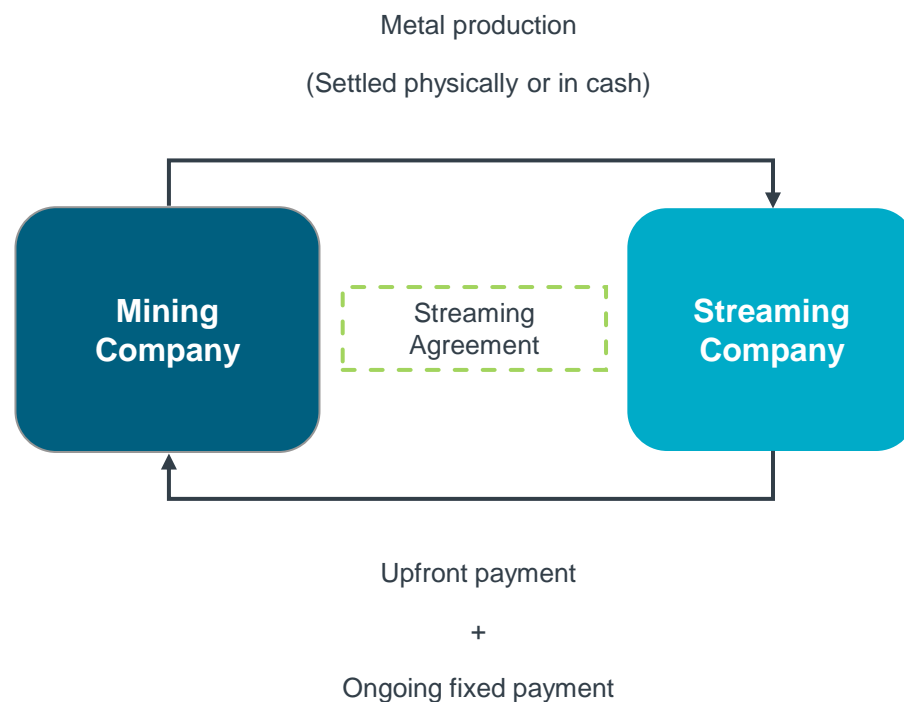 Metal production
(Settled physically or in cash)
Mining
Company
Streaming
Agreement
Streaming
Company
Upfront payment
+
Ongoing fixed payment